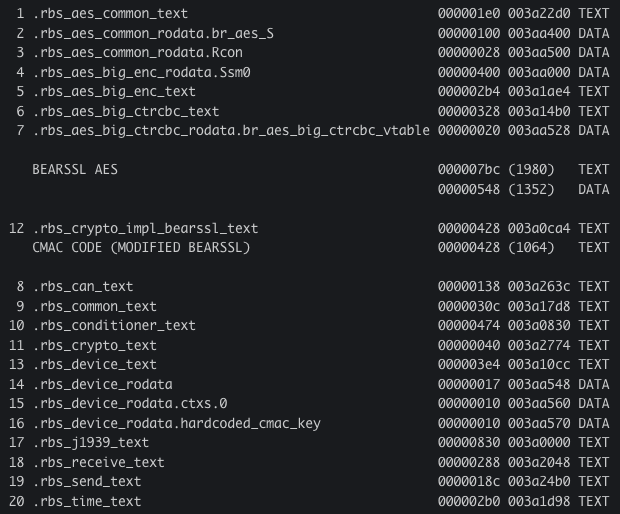 1 .rbs_aes_common_text 000001e0 003a22d0 TEXT
2 .rbs_aes_common_rodata.br_aes_S 00000100 003aa400 DATA
3 .rbs_aes_common_rodata.Rcon 00000028 003aa500 DATA
4 .rbs_aes_big_enc_rodata.Ssm0 00000400 003aa000 DATA
5 .rbs_aes_big_enc_text 000002b4 003a1ae4 TEXT
6 .rbs_aes_big_ctrcbc_text 00000328 003a14b0 TEXT
7 .rbs_aes_big_ctrcbc_rodata.br_aes_big_ctrcbc_vtable 00000020 003aa528 DATA
BEARSSL AES 000007bc (1980) TEXT
00000548 (1352) DATA
12 .rbs_crypto_impl_bearssl_text 00000428 003a0ca4 TEXT
CMAC CODE (MODIFIED BEARSSL) 00000428 (1064) TEXT
8 .rbs_can_text 00000138 003a263c TEXT
9 .rbs_common_text 0000030c 003a17d8 TEXT
10 .rbs_conditioner_text 00000474 003a0830 TEXT
11 .rbs_crypto_text 00000040 003a2774 TEXT
13 .rbs_device_text 000003e4 003a10cc TEXT
14 .rbs_device_rodata 00000017 003aa548 DATA
15 .rbs_device_rodata.ctxs.0 00000010 003aa560 DATA
16 .rbs_device_rodata.hardcoded_cmac_key 00000010 003aa570 DATA
17 .rbs_j1939_text 00000830 003a0000 TEXT
18 .rbs_receive_text 00000288 003a2048 TEXT
19 .rbs_send_text 0000018c 003a24b0 TEXT
20 .rbs_time_text 000002b0 003a1d98 TEXT